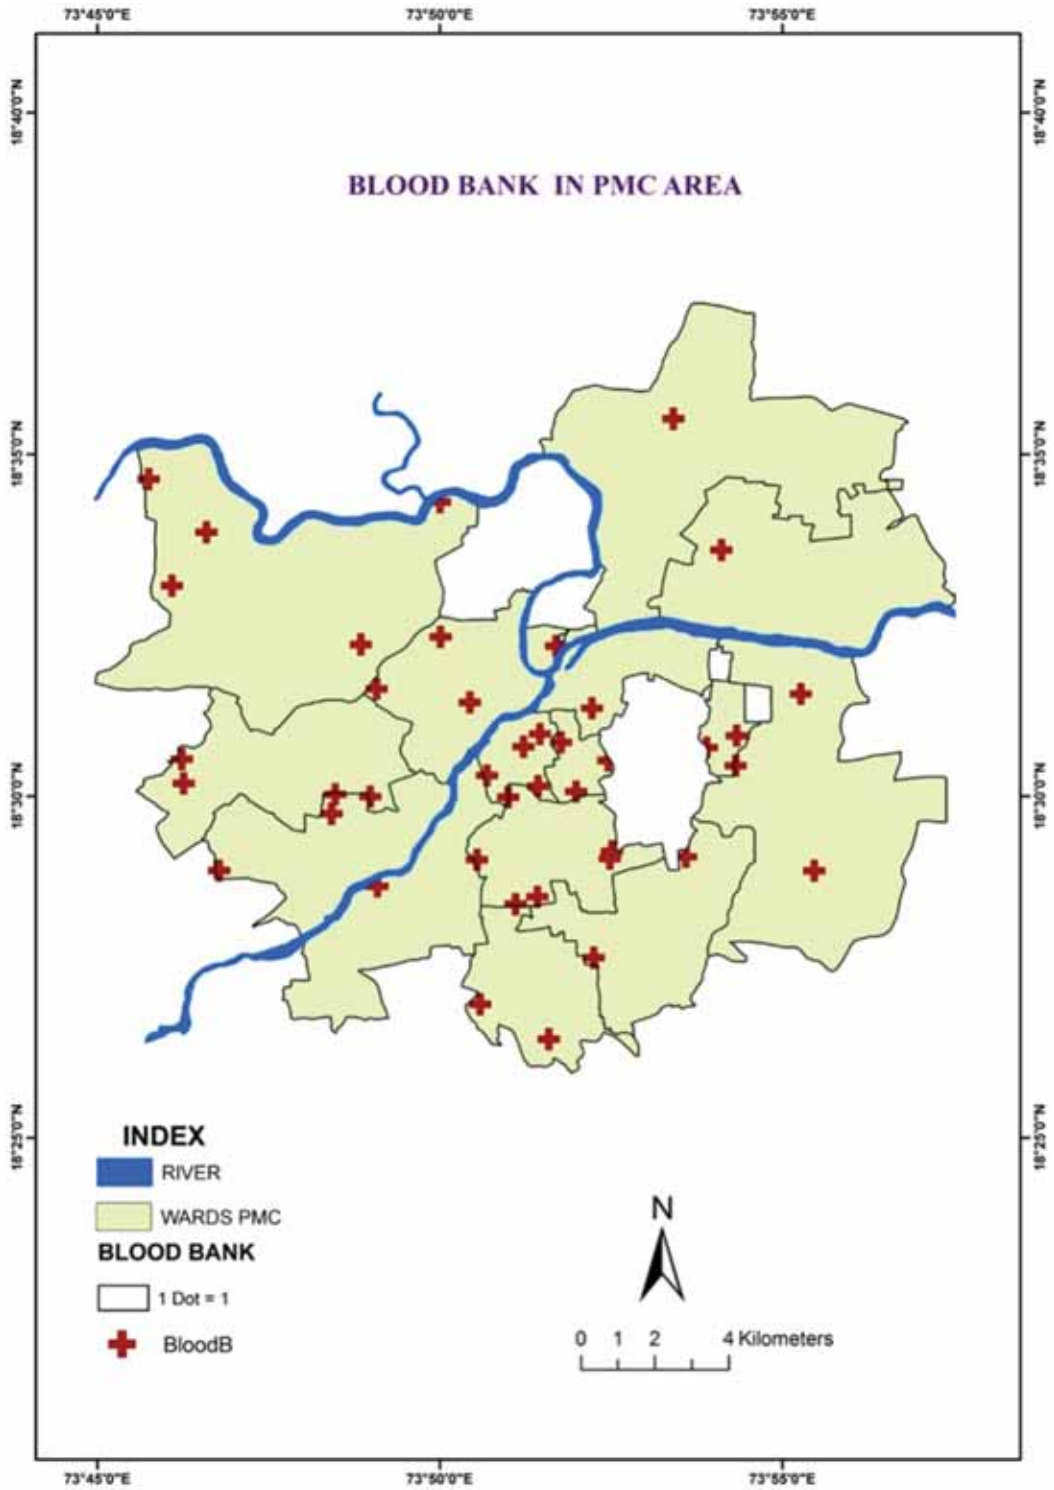 73°45'0"E 73°50'0"E 73°55'0"E
18°40'0"N 18°40'0"N
BLOOD BANK IN PMC AREA
18°35'0"N 18°35'0"N
18°30'0"N 18°30'0"N
18°25'0"N 18°25'0"N
INDEX
RIVER
WARDS PMC
BLOOD BANK
1 Dot = 1
BloodB
N
0 1 2 4 Kilometers
73°45'0"E 73°50'0"E 73°55'0"E